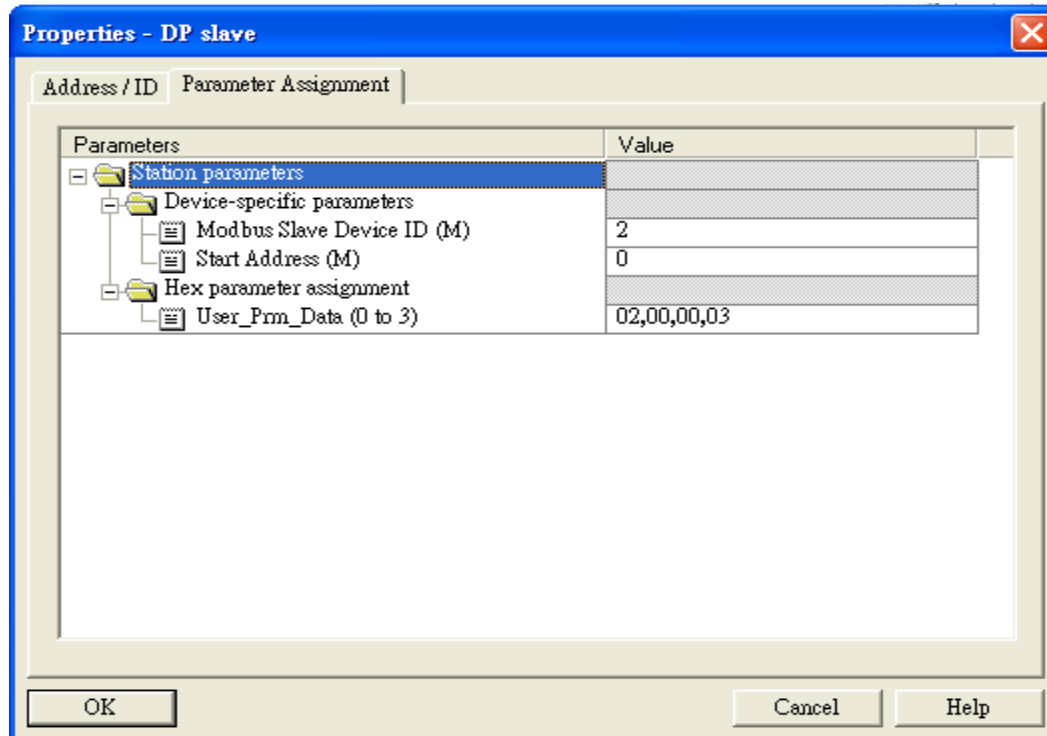 Properties - DP slave
Address / ID Parameter Assignment
Parameters Value
Station parameters
Device-specific parameters
Modbus Slave Device ID (M) 2
Start Address (M) 0
Hex parameter assignment
User_Prm_Data (0 to 3) 02,00,00,03
OK Cancel Help